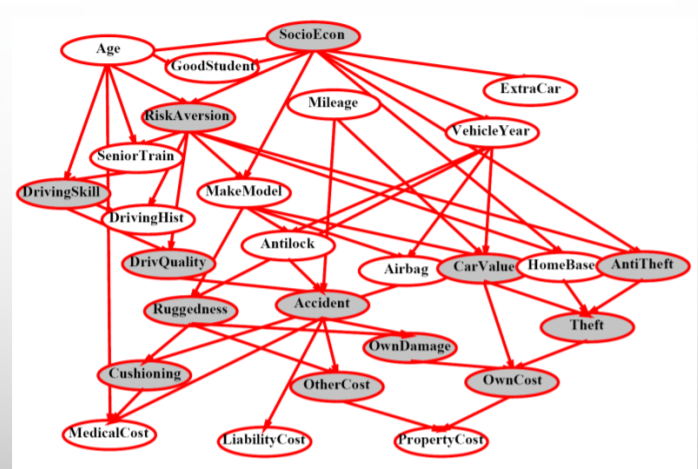 SocioEcon
Age
GoodStudent
ExtraCar
Mileage
RiskAversion
VehicleYear
SeniorTrain
DrivingSkill
MakeModel
DrivingHist
Antilock
DrivQuality
Airbag
CarValue
HomeBase
AntiTheft
Ruggedness
Accident
Theft
OwnDamage
Cushioning
OtherCost
OwnCost
MedicalCost
LiabilityCost
PropertyCost